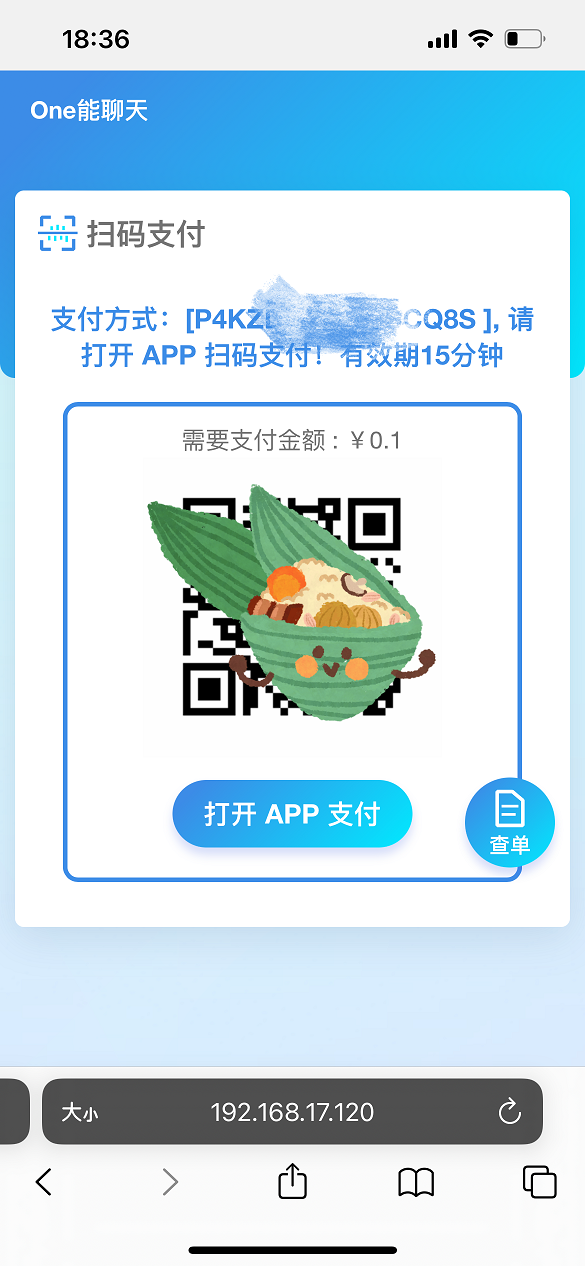 18:36
One能聊天
扫码支付
支付方式：[P4KZ CQ8S ], 请
打开 APP 扫码支付！有效期15分钟
需要支付金额 : ￥0.1
打开 APP 支付
查单
大小
192.168.17.120